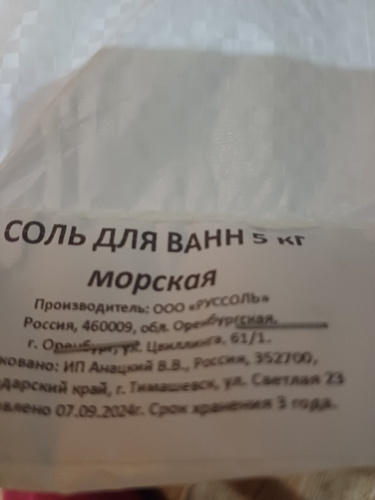 СОЛЬ ДЛЯ ВАНН 5 кг
морская
Производитель: ООО «РУССОЛЬ»
Россия, 460009, обл. Оренбургская,
г. Оренбург, ул. Цвиллинга, 61/1.
ковано: ИП Анацкий В.В., Россия, 352700,
дарский край, г. Тимашевск, ул. Светлая 23
влено 07.09.2024г. Срок хранения 3 года.